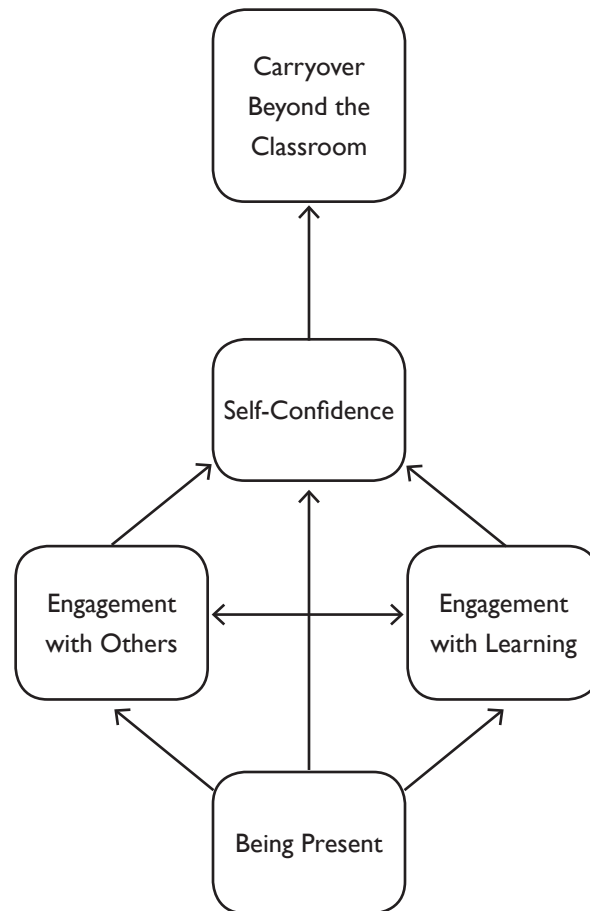 Carryover
Beyond the
Classroom
Self-Confidence
Engagement
with Others
Engagement
with Learning
Being Present